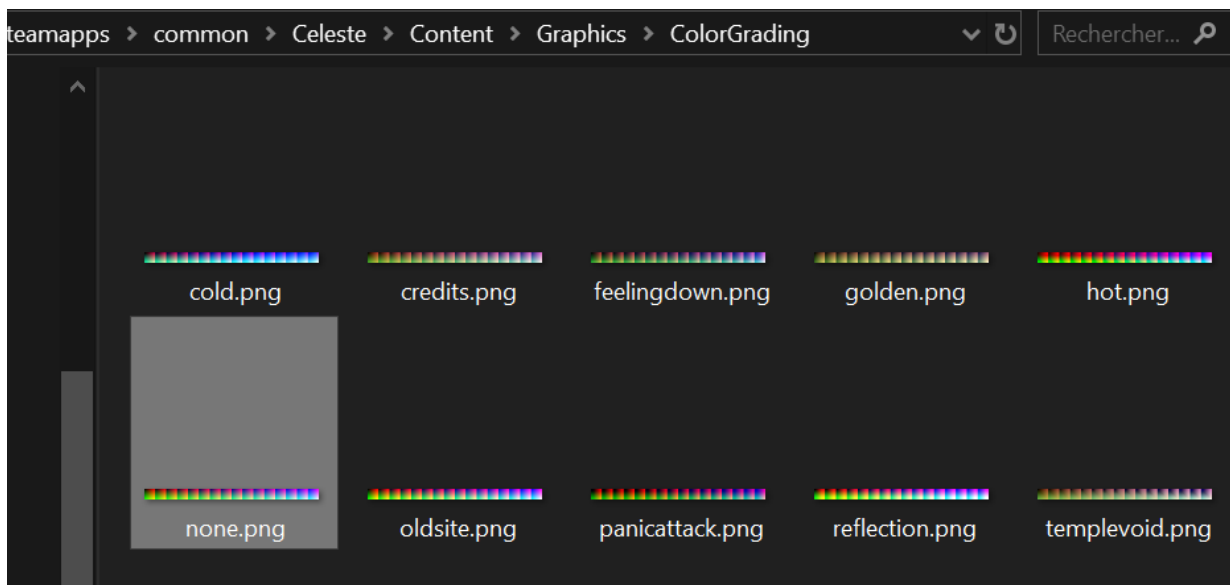 teamapps > common > Celeste > Content > Graphics > ColorGrading Rechercher...
cold.png credits.png feelingdown.png golden.png hot.png
none.png oldsite.png panicattack.png reflection.png templevoid.png